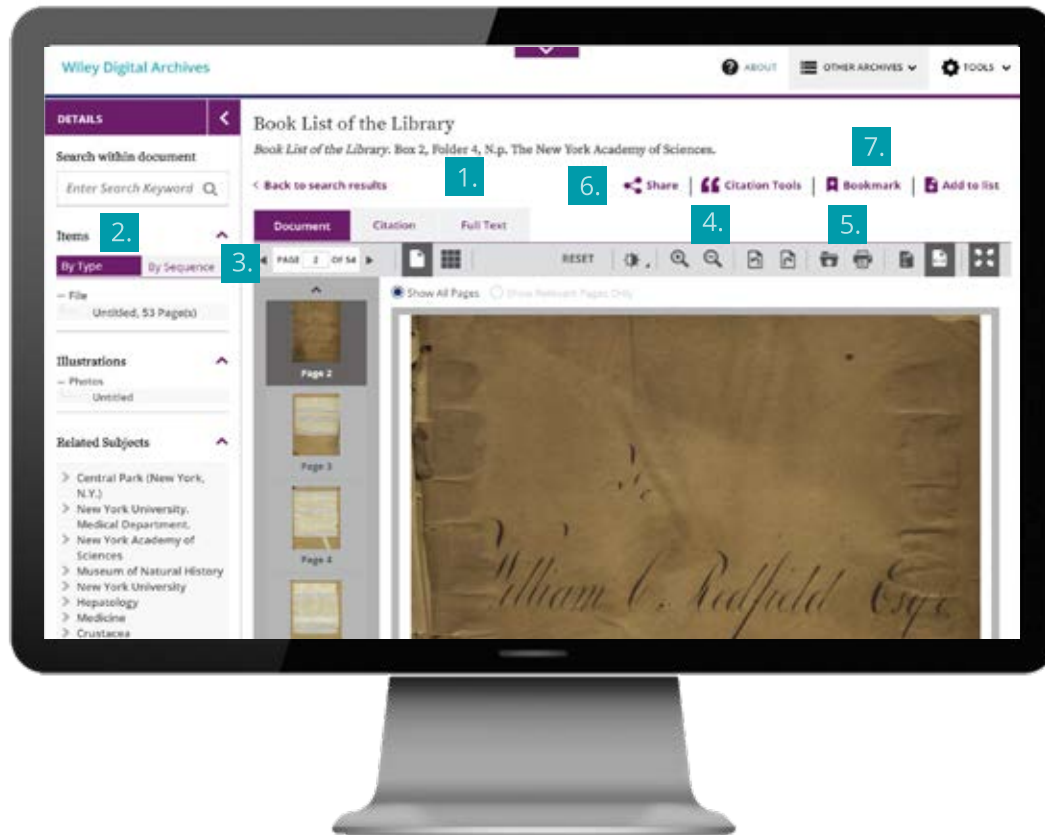 Wiley Digital Archives
ABOUT
OTHER ARCHIVES
TOOLS
DETAILS
Book List of the Library
Book List of the Library. Box 2, Folder 4, N.p. The New York Academy of Sciences.
7.
Search within document
Enter Search Keyword
< Back to search results
1.
6.
Share
Citation Tools
Bookmark
Add to list
Items
2.
Document
Citation
Full Text
4.
5.
By Type
By Sequence
3.
PAGE 2 OF 54
RESET
– File
Untitled, 53 Page(s)
Show All Pages
Show Relevant Pages Only
Illustrations
– Photos
Untitled
Page 2
Related Subjects
Central Park (New York,
N.Y.)
New York University.
Medical Department.
New York Academy of
Sciences
Museum of Natural History
New York University
Hepatology
Medicine
Crustacea
Page 3
Page 4
William C. Redfield Esqr